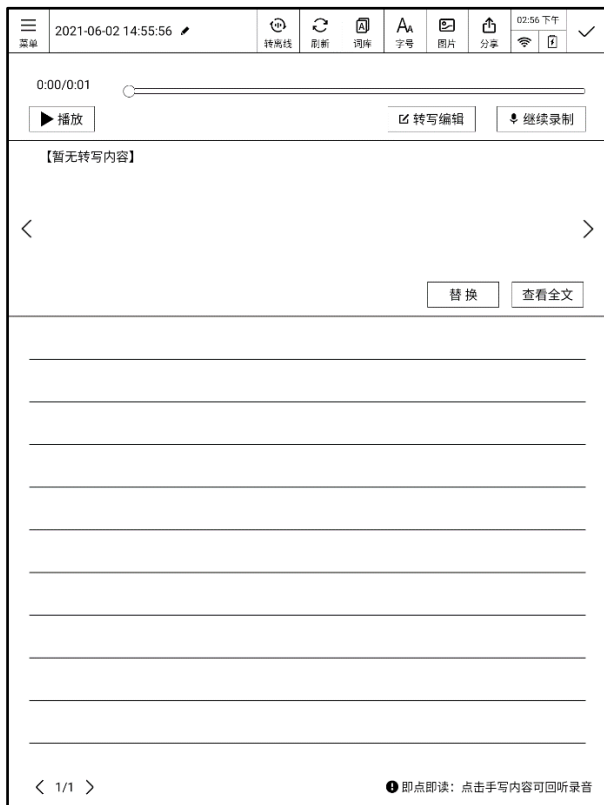 菜单
2021-06-02 14:55:56
转离线
刷新
词库
字号
图片
分享
02:56 下午
0:00/0:01
播放
转写编辑
继续录制
【暂无转写内容】
替 换
查看全文
1/1
即点即读：点击手写内容可回听录音